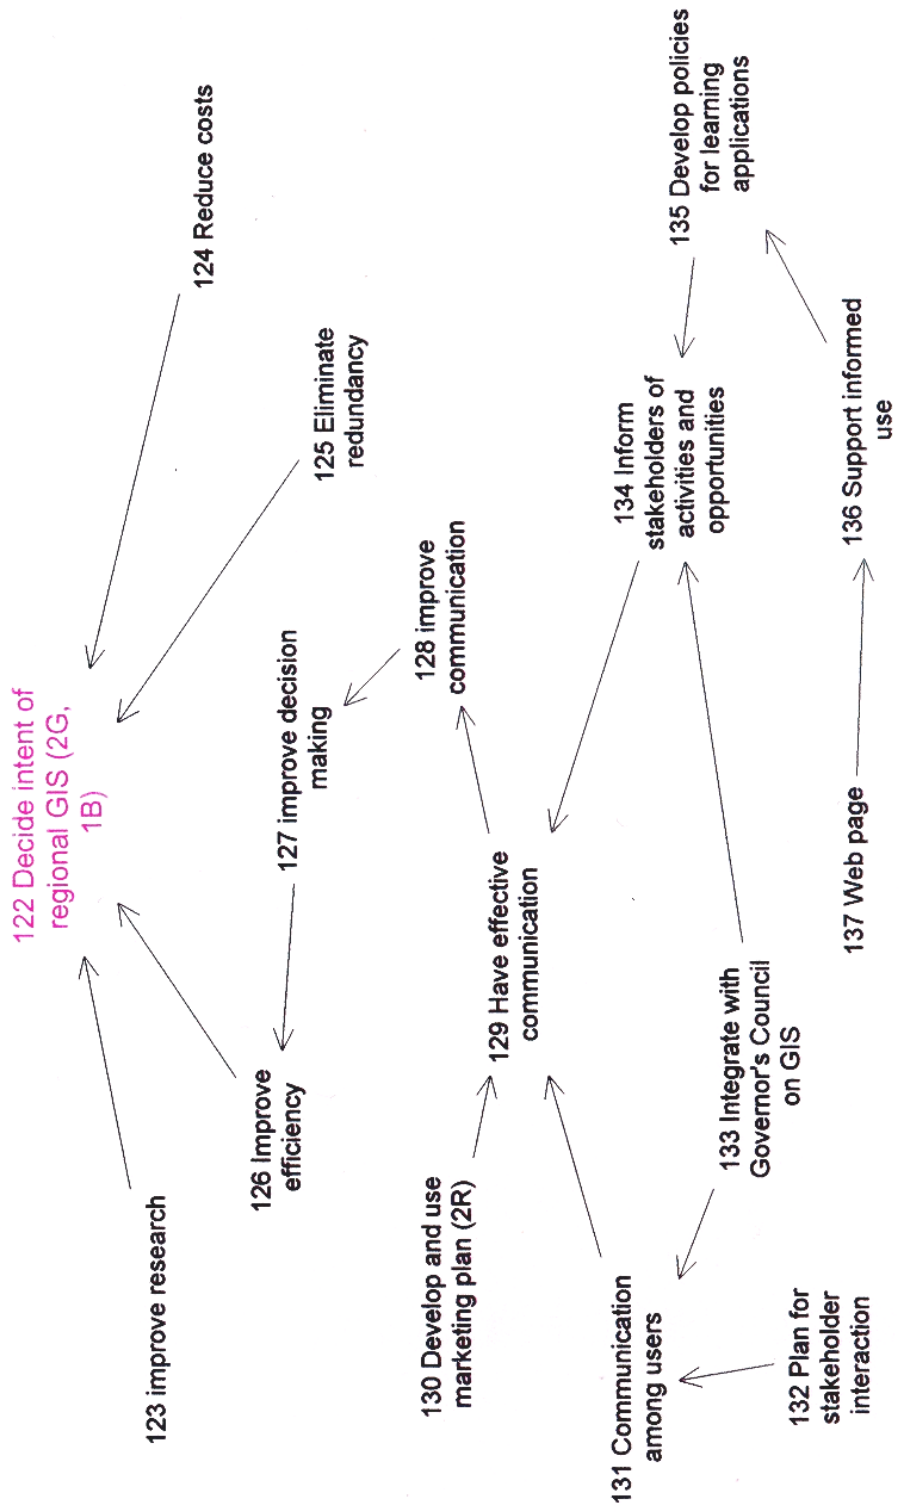 122 Decide intent of
regional GIS (2G,
1B)
123 improve research
124 Reduce costs
125 Eliminate
redundancy
126 Improve
efficiency
127 improve decision
making
128 improve
communication
129 Have effective
communication
130 Develop and use
marketing plan (2R)
131 Communication
among users
132 Plan for
stakeholder
interaction
133 Integrate with
Governor's Council
on GIS
134 Inform
stakeholders of
activities and
opportunities
135 Develop policies
for learning
applications
136 Support informed
use
137 Web page